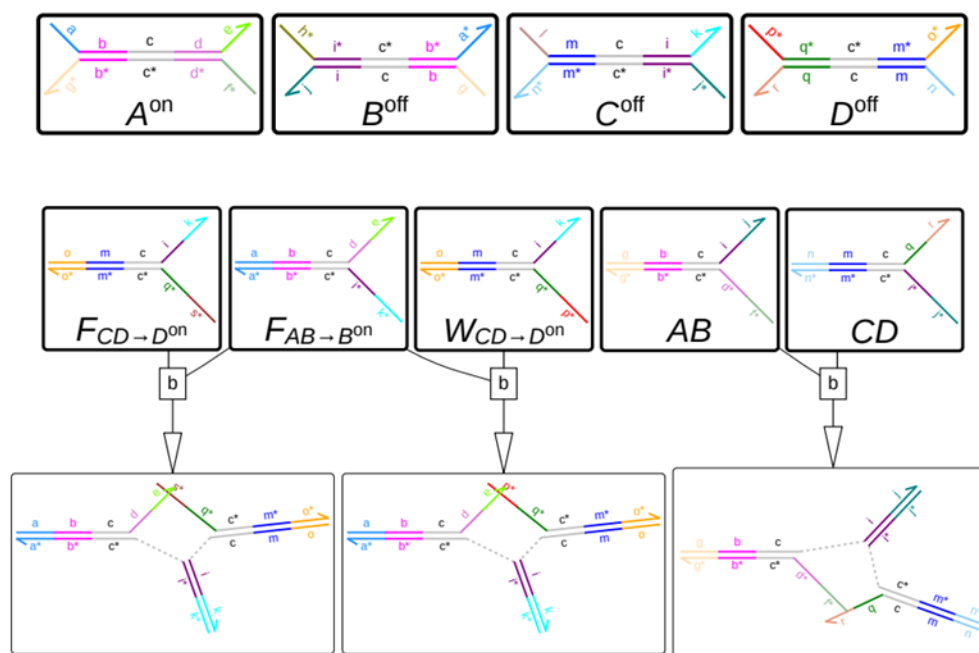 a e
b c d
b* c* d*
g* f*
A^on
h* a*
i* c* b*
i c b
j g
B^off
l k
m c i
m* c* i*
n* j*
C^off
p* o*
q* c* m*
q c m
r n
D^off
k
o m c i
o* m* c* q*
s*
F_CD→D^on
e
a b c d
a* b* c* i*
k*
F_AB→B^on
k
o m c i
o* m* c* q*
p*
W_CD→D^on
j
g b c i
g* b* c* d*
f*
AB
r
n m c q
n* m* c* i*
j*
CD
b
b
b
e s*
d q*
a b c
a* b* c*
c* m* o*
c m o
i* i
k* k
e p*
d q*
a b c
a* b* c*
c* m* o*
c m o
i* i
k* k
j j*
i i*
g b c
g* b* c*
d*
f*
r q
c* m* n*
c m n